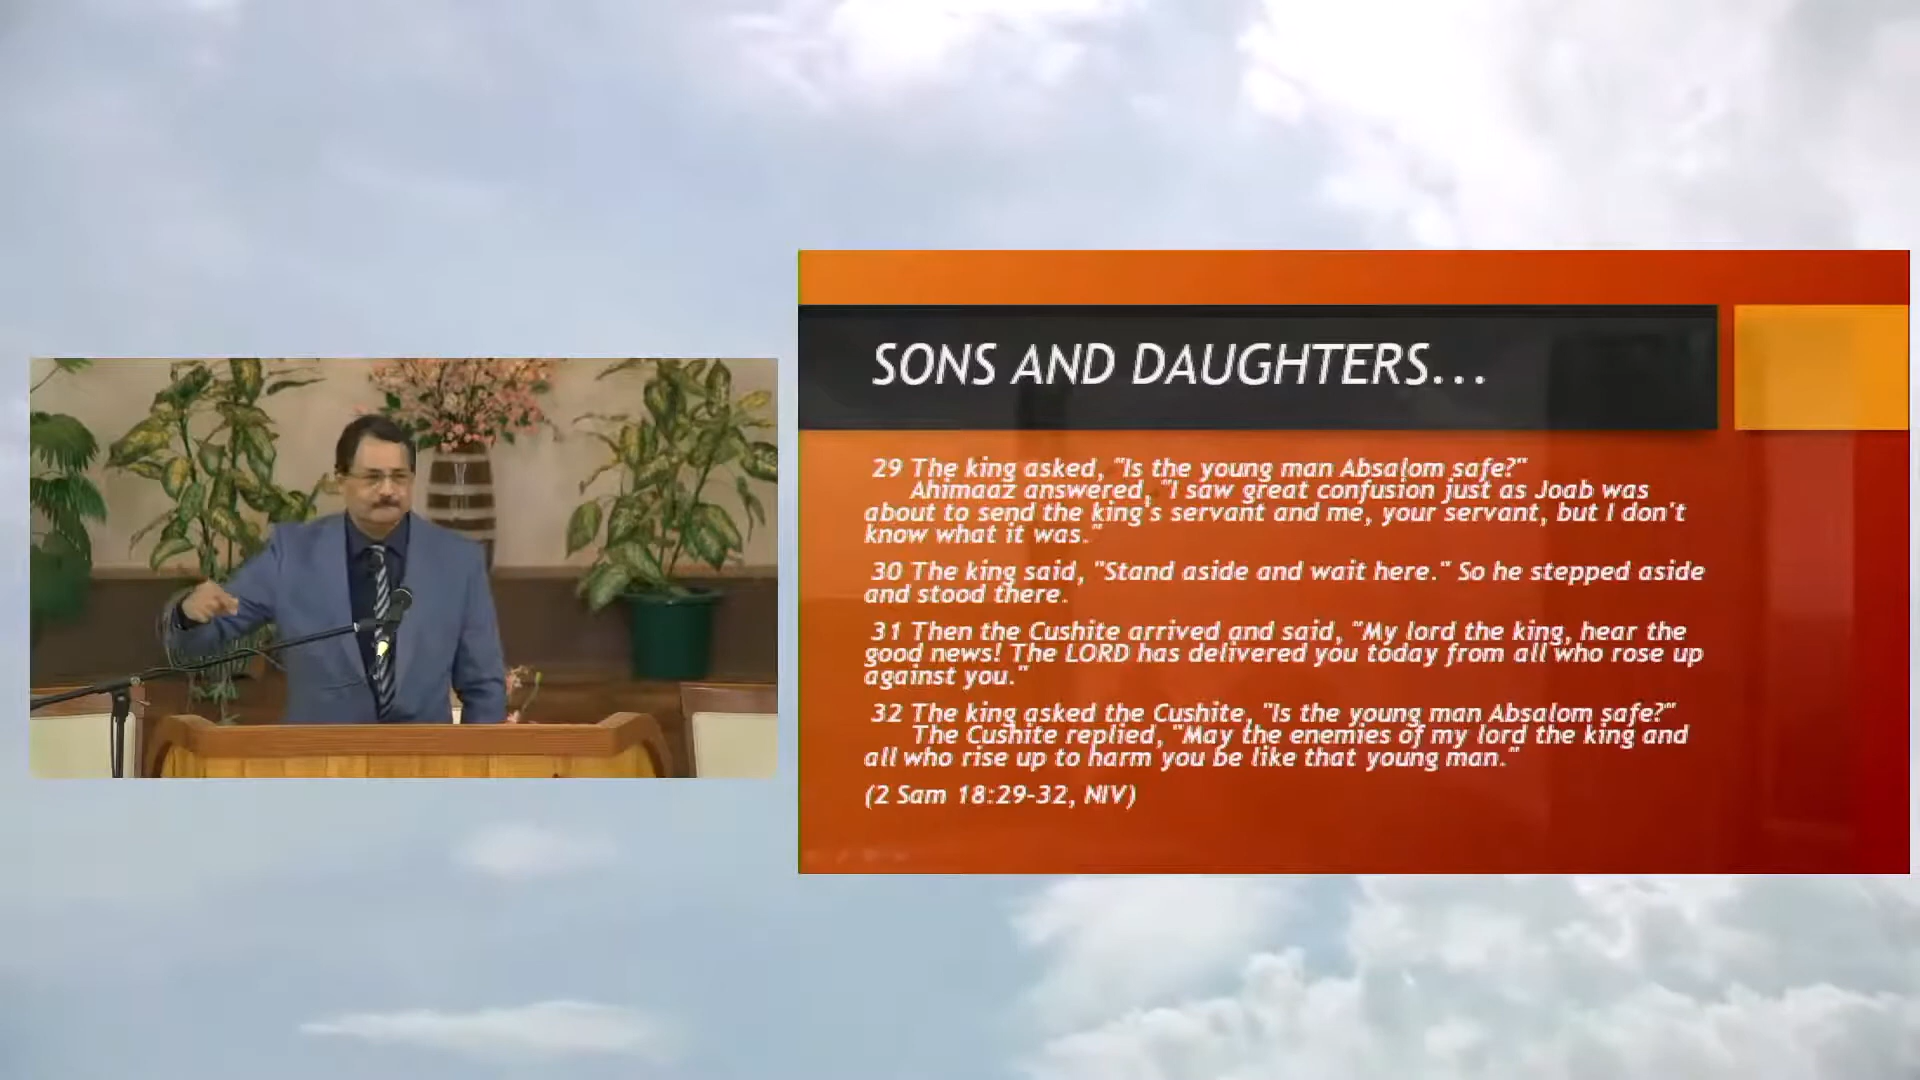 SONS AND DAUGHTERS...
29 The king asked, "Is the young man Absalom safe?"
Ahimaaz answered, "I saw great confusion just as Joab was
about to send the king's servant and me, your servant, but I don't
know what it was."
30 The king said, "Stand aside and wait here." So he stepped aside
and stood there.
31 Then the Cushite arrived and said, "My lord the king, hear the
good news! The LORD has delivered you today from all who rose up
against you."
32 The king asked the Cushite, "Is the young man Absalom safe?"
The Cushite replied, "May the enemies of my lord the king and
all who rise up to harm you be like that young man."
(2 Sam 18:29-32, NIV)